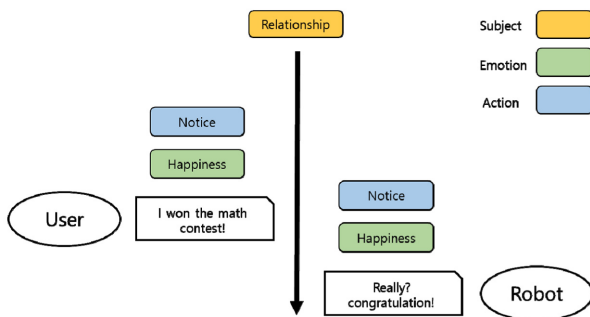 Relationship
Subject
Emotion
Action
Notice
Happiness
User
I won the math
contest!
Notice
Happiness
Really?
congratulation!
Robot